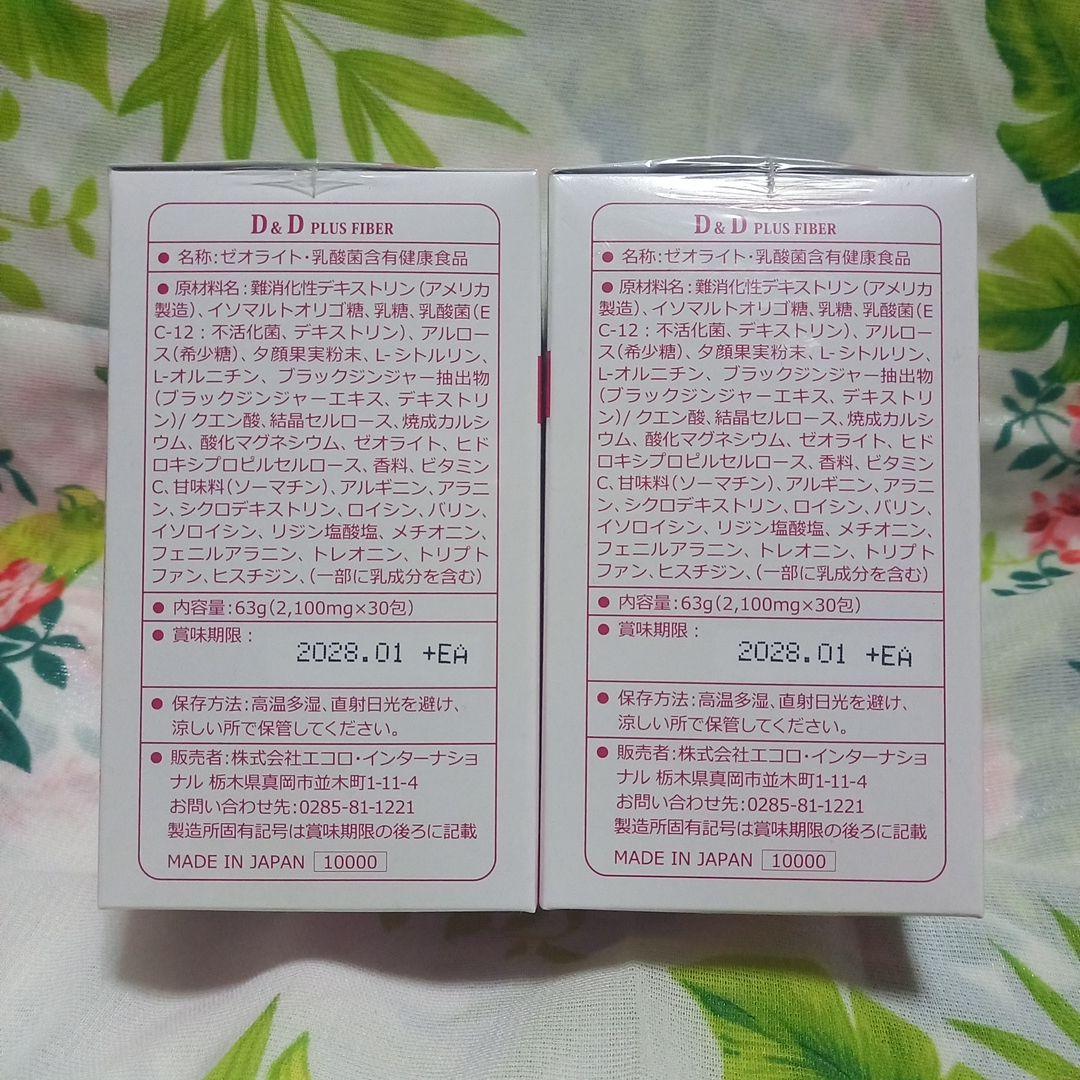 D & D PLUS FIBER
● 名称:ゼオライト・乳酸菌含有健康食品
● 原材料名:難消化性デキストリン(アメリカ
製造)、イソマルトオリゴ糖、乳糖、乳酸菌(E
C-12:不活化菌、デキストリン)、アルロー
ス(希少糖)、夕顔果実粉末、L-シトルリン、
L-オルニチン、ブラックジンジャー抽出物
(ブラックジンジャーエキス、デキストリ
ン)/クエン酸、結晶セルロース、焼成カルシ
ウム、酸化マグネシウム、ゼオライト、ヒド
ロキシプロピルセルロース、香料、ビタミン
C、甘味料(ソーマチン)、アルギニン、アラニ
ン、シクロデキストリン、ロイシン、バリン、
イソロイシン、リジン塩酸塩、メチオニン、
フェニルアラニン、トレオニン、トリプト
ファン、ヒスチジン、(一部に乳成分を含む)
● 内容量:63g(2,100mg×30包)
● 賞味期限:
2028.01 +EA
● 保存方法:高温多湿、直射日光を避け、
涼しい所で保管してください。
● 販売者:株式会社エコロ・インターナショ
ナル 栃木県真岡市並木町1-11-4
お問い合わせ先:0285-81-1221
製造所固有記号は賞味期限の後ろに記載
MADE IN JAPAN 10000
D & D PLUS FIBER
● 名称:ゼオライト・乳酸菌含有健康食品
● 原材料名:難消化性デキストリン(アメリカ
製造)、イソマルトオリゴ糖、乳糖、乳酸菌(E
C-12:不活化菌、デキストリン)、アルロー
ス(希少糖)、夕顔果実粉末、L-シトルリン、
L-オルニチン、ブラックジンジャー抽出物
(ブラックジンジャーエキス、デキストリ
ン)/クエン酸、結晶セルロース、焼成カルシ
ウム、酸化マグネシウム、ゼオライト、ヒド
ロキシプロピルセルロース、香料、ビタミン
C、甘味料(ソーマチン)、アルギニン、アラニ
ン、シクロデキストリン、ロイシン、バリン、
イソロイシン、リジン塩酸塩、メチオニン、
フェニルアラニン、トレオニン、トリプト
ファン、ヒスチジン、(一部に乳成分を含む)
● 内容量:63g(2,100mg×30包)
● 賞味期限:
2028.01 +EA
● 保存方法:高温多湿、直射日光を避け、
涼しい所で保管してください。
● 販売者:株式会社エコロ・インターナショ
ナル 栃木県真岡市並木町1-11-4
お問い合わせ先:0285-81-1221
製造所固有記号は賞味期限の後ろに記載
MADE IN JAPAN 10000